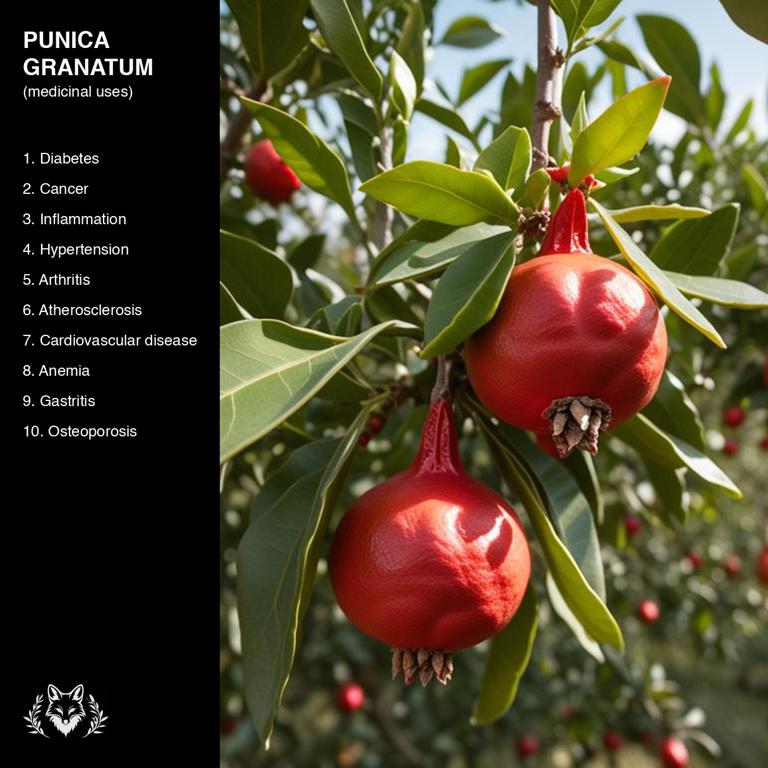 PUNICA
GRANATUM
(medicinal uses)
1. Diabetes
2. Cancer
3. Inflammation
4. Hypertension
5. Arthritis
6. Atherosclerosis
7. Cardiovascular disease
8. Anemia
9. Gastritis
10. Osteoporosis